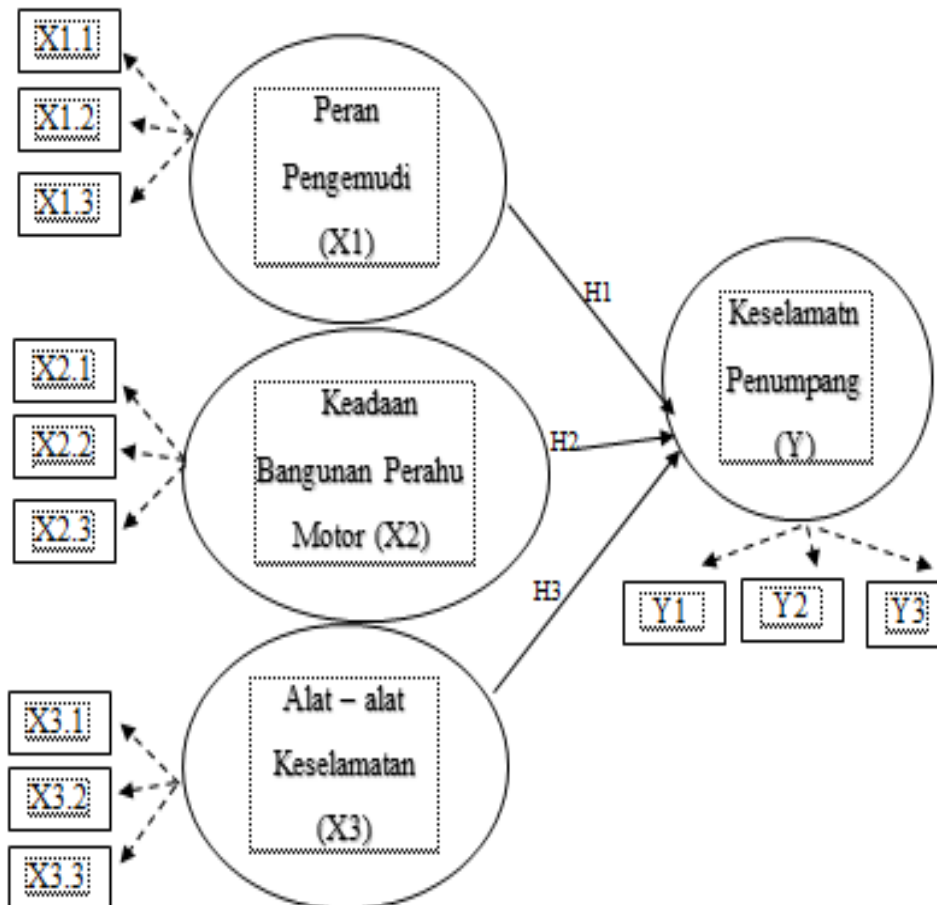 X1.1
X1.2
X1.3
Peran
Pengemudi
(X1)
H1
X2.1
X2.2
X2.3
Keadaan
Bangunan Perahu
Motor (X2)
H2
Keselamatn
Penumpang
(Y)
H3
Y1
Y2
Y3
X3.1
X3.2
X3.3
Alat – alat
Keselamatan
(X3)